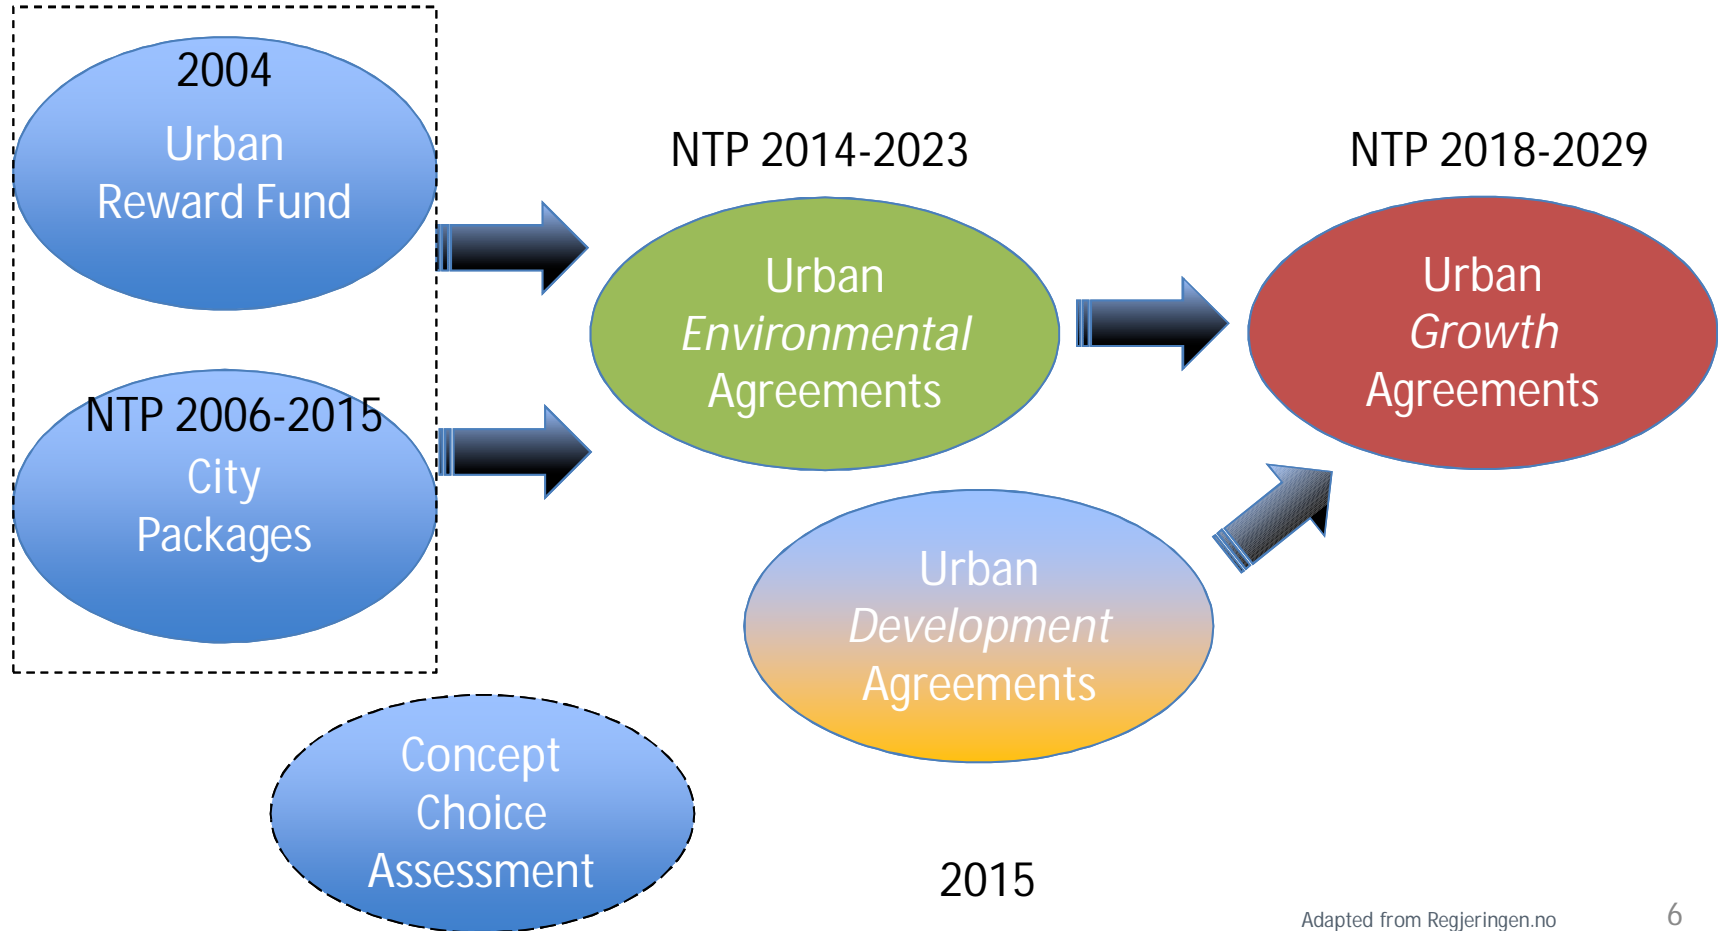 2004
Urban
Reward Fund
NTP 2006-2015
City
Packages
Concept
Choice
Assessment
NTP 2014-2023
Urban
Environmental
Agreements
Urban
Development
Agreements
2015
NTP 2018-2029
Urban
Growth
Agreements
Adapted from Regjeringen.no
6